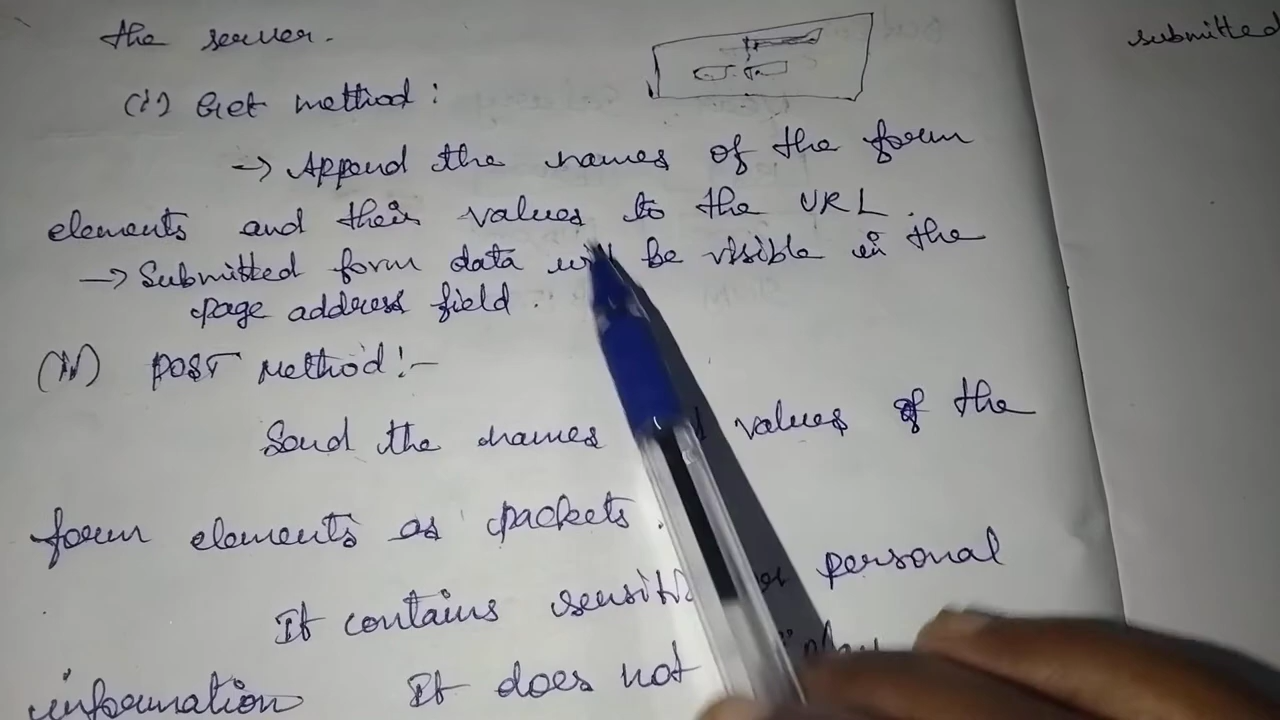 the server.
(i) Get method :
→ Append the names of the form
elements and their values to the URL.
→ Submitted form data will be visible in the
page address field.
(ii) POST Method :-
Send the names values of the
form elements as packets.
It contains or personal
information It does not
submitted